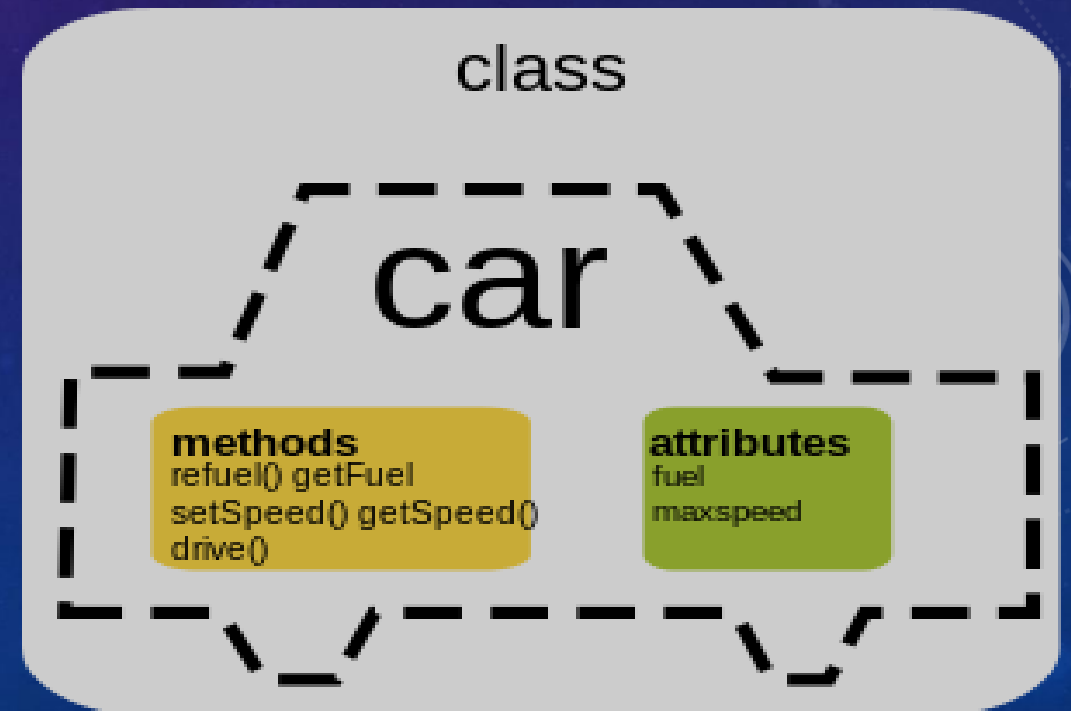 class
car
methods
refuel() getFuel
setSpeed() getSpeed()
drive()
attributes
fuel
maxspeed